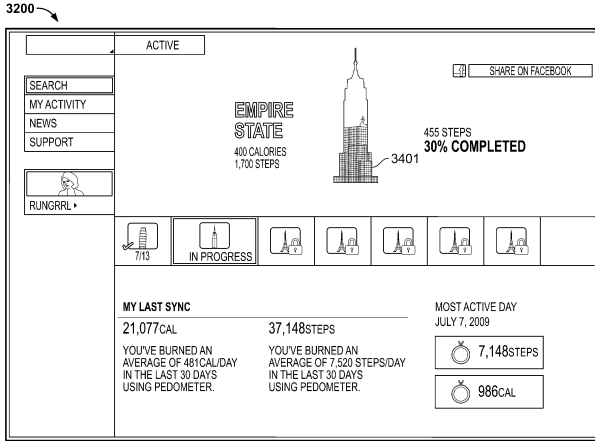 3200
ACTIVE
SHARE ON FACEBOOK
SEARCH
MY ACTIVITY
NEWS
SUPPORT
RUNGRRL
EMPIRE
STATE
400 CALORIES
1,700 STEPS
455 STEPS
30% COMPLETED
3401
7/13
IN PROGRESS
MY LAST SYNC
21,077CAL
YOU'VE BURNED AN
AVERAGE OF 481CAL/DAY
IN THE LAST 30 DAYS
USING PEDOMETER.
37,148STEPS
YOU'VE BURNED AN
AVERAGE OF 7,520 STEPS/DAY
IN THE LAST 30 DAYS
USING PEDOMETER.
MOST ACTIVE DAY
JULY 7, 2009
7,148STEPS
986CAL